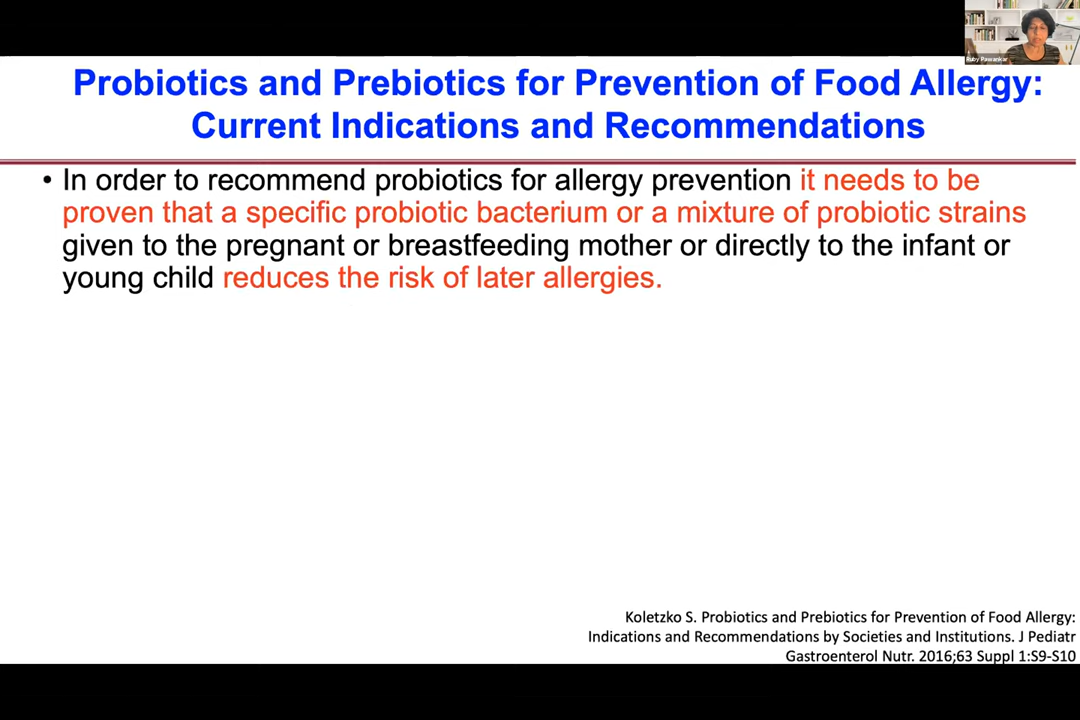 Ruby Pawankar
Probiotics and Prebiotics for Prevention of Food Allergy:
Current Indications and Recommendations
• In order to recommend probiotics for allergy prevention it needs to be
proven that a specific probiotic bacterium or a mixture of probiotic strains
given to the pregnant or breastfeeding mother or directly to the infant or
young child reduces the risk of later allergies.
Koletzko S. Probiotics and Prebiotics for Prevention of Food Allergy:
Indications and Recommendations by Societies and Institutions. J Pediatr
Gastroenterol Nutr. 2016;63 Suppl 1:S9-S10